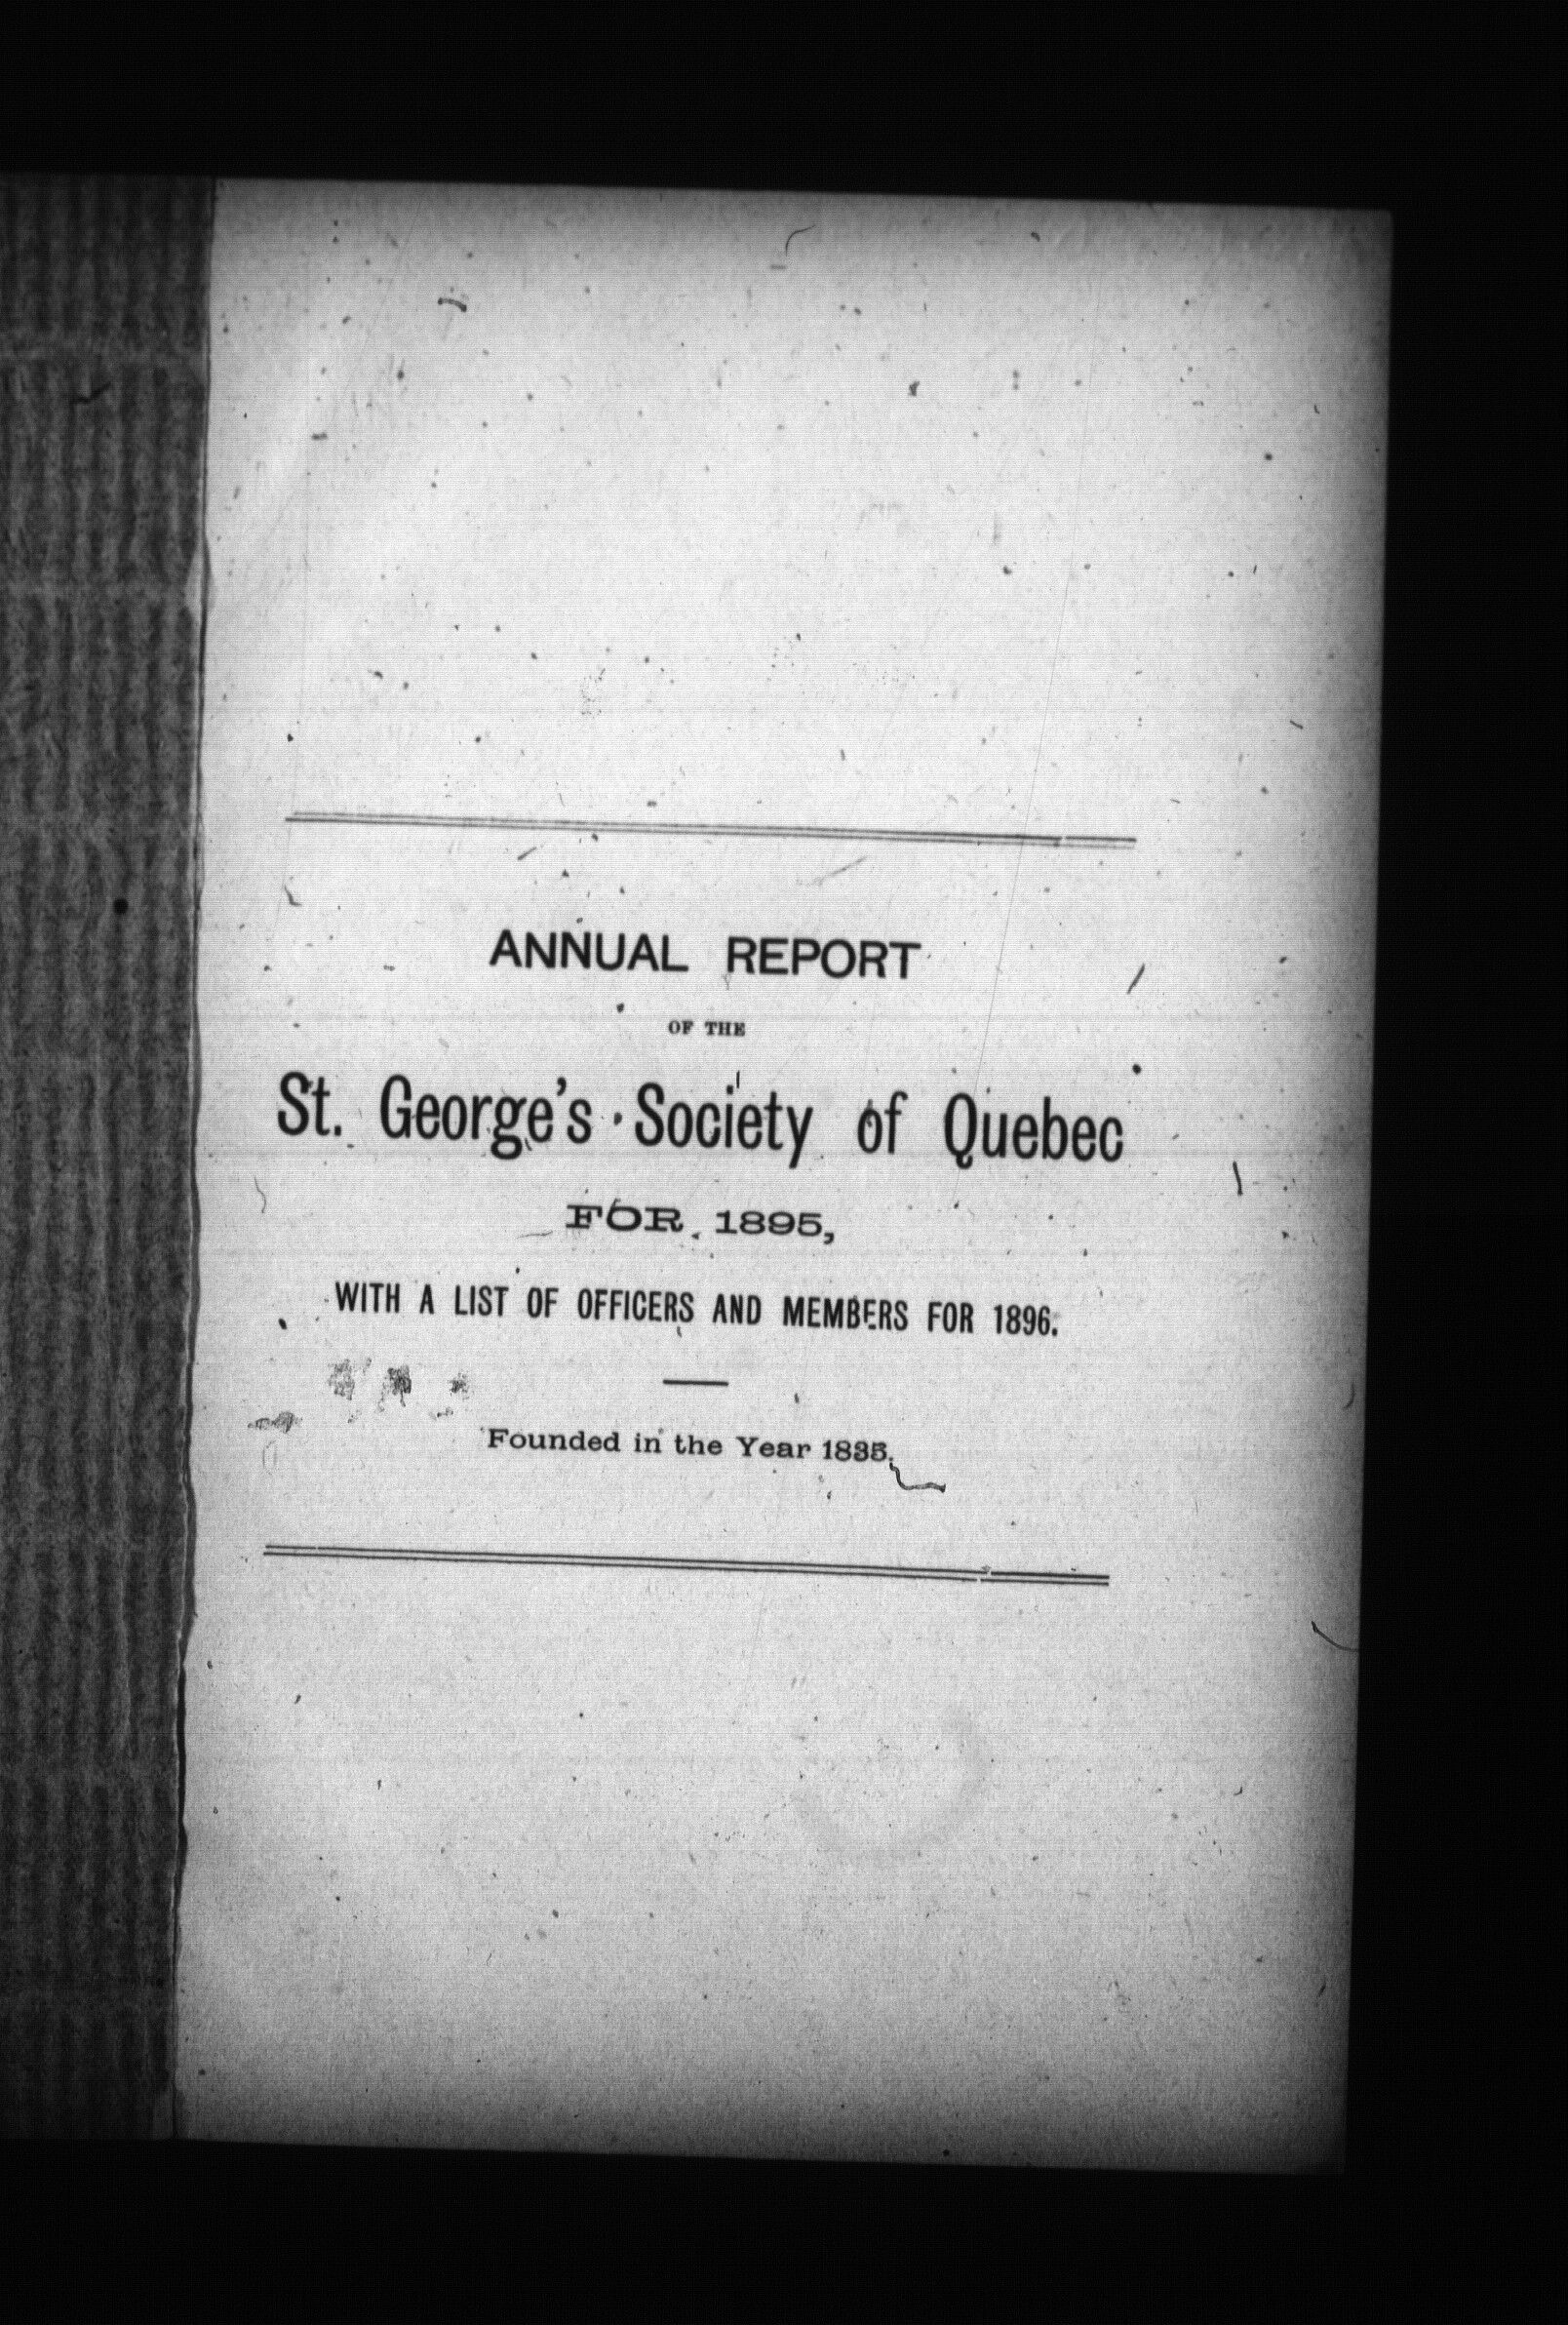 ANNUAL REPORT
OF THE
St. George's Society of Quebec
FOR 1895,
WITH A LIST OF OFFICERS AND MEMBERS FOR 1896.
Founded in the Year 1835.